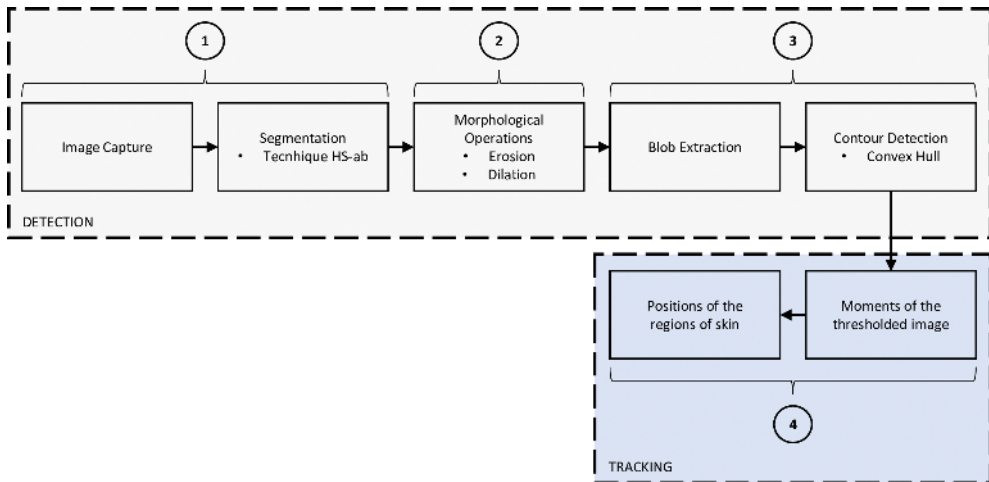 1
2
3
Image Capture
Segmentation
• Tecnhique HS-ab
Morphological
Operations
• Erosion
• Dilation
Blob Extraction
Contour Detection
• Convex Hull
DETECTION
Positions of the
regions of skin
Moments of the
thresholded image
4
TRACKING